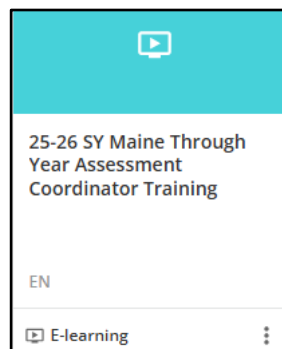 25-26 SY Maine Through
Year Assessment
Coordinator Training
EN
E-learning